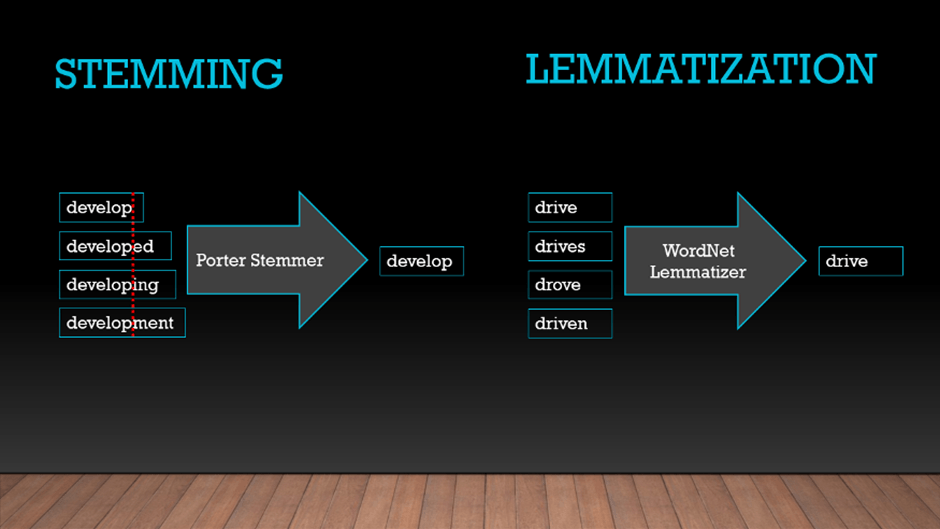 STEMMING
develop
developed
developing
development
Porter Stemmer
develop
LEMMATIZATION
drive
drives
drove
driven
WordNet
Lemmatizer
drive